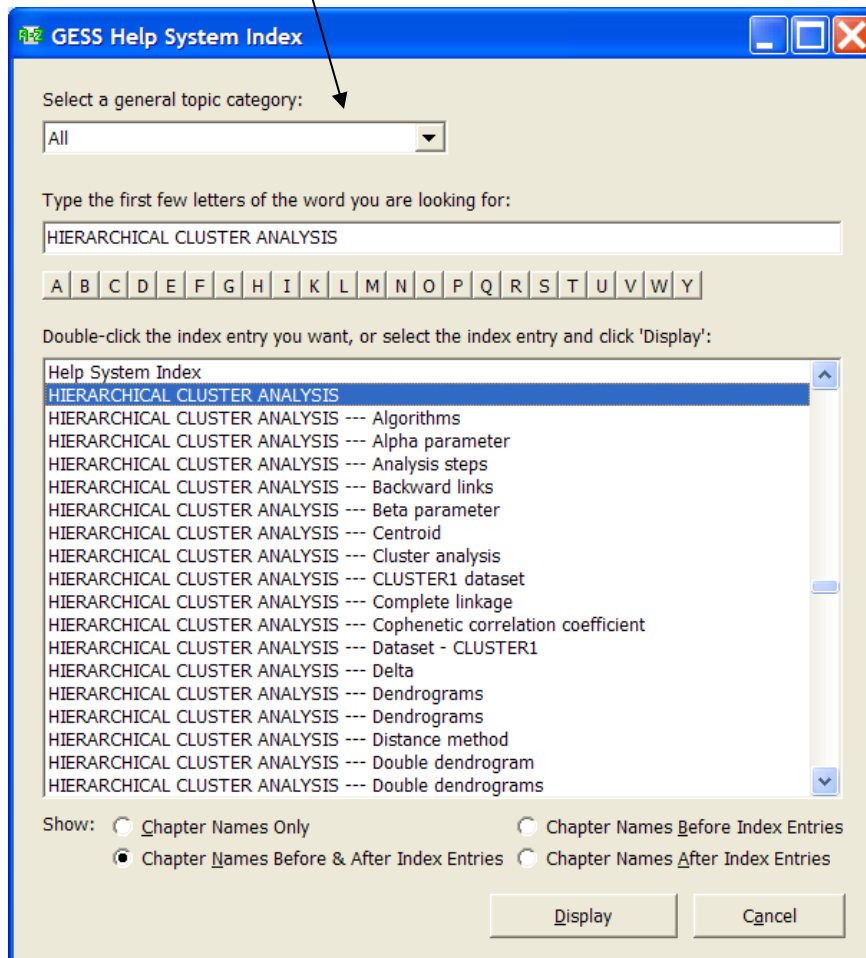 GESS Help System Index
Select a general topic category:
All
Type the first few letters of the word you are looking for:
HIERARCHICAL CLUSTER ANALYSIS
A B C D E F G H I K L M N O P Q R S T U V W Y
Double-click the index entry you want, or select the index entry and click 'Display':
Help System Index
HIERARCHICAL CLUSTER ANALYSIS
HIERARCHICAL CLUSTER ANALYSIS --- Algorithms
HIERARCHICAL CLUSTER ANALYSIS --- Alpha parameter
HIERARCHICAL CLUSTER ANALYSIS --- Analysis steps
HIERARCHICAL CLUSTER ANALYSIS --- Backward links
HIERARCHICAL CLUSTER ANALYSIS --- Beta parameter
HIERARCHICAL CLUSTER ANALYSIS --- Centroid
HIERARCHICAL CLUSTER ANALYSIS --- Cluster analysis
HIERARCHICAL CLUSTER ANALYSIS --- CLUSTER1 dataset
HIERARCHICAL CLUSTER ANALYSIS --- Complete linkage
HIERARCHICAL CLUSTER ANALYSIS --- Cophenetic correlation coefficient
HIERARCHICAL CLUSTER ANALYSIS --- Dataset - CLUSTER1
HIERARCHICAL CLUSTER ANALYSIS --- Delta
HIERARCHICAL CLUSTER ANALYSIS --- Dendrograms
HIERARCHICAL CLUSTER ANALYSIS --- Dendrograms
HIERARCHICAL CLUSTER ANALYSIS --- Distance method
HIERARCHICAL CLUSTER ANALYSIS --- Double dendrogram
HIERARCHICAL CLUSTER ANALYSIS --- Double dendrograms
Show: Chapter Names Only Chapter Names Before Index Entries
Chapter Names Before & After Index Entries Chapter Names After Index Entries
Display Cancel